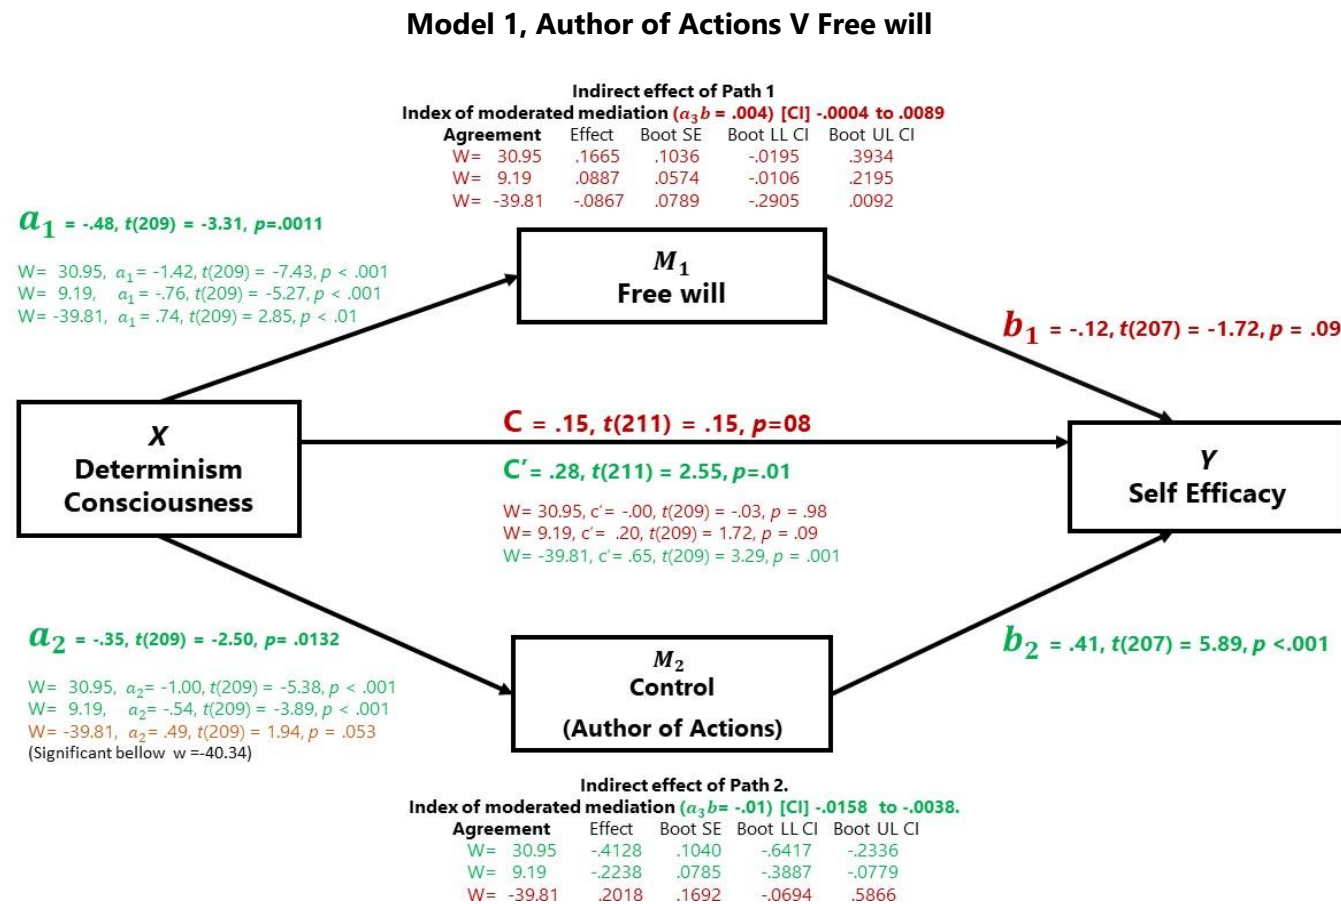 Model 1, Author of Actions V Free will
Indirect effect of Path 1
Index of moderated mediation (a₃b = .004) [CI] -.0004 to .0089
Agreement Effect Boot SE Boot LL CI Boot UL CI
W= 30.95 .1665 .1036 -.0195 .3934
W= 9.19 .0887 .0574 -.0106 .2195
W= -39.81 -.0867 .0789 -.2905 .0092
a₁ = -.48, t(209) = -3.31, p=.0011
W= 30.95, a₁= -1.42, t(209) = -7.43, p < .001
W= 9.19, a₁= -.76, t(209) = -5.27, p < .001
W= -39.81, a₁= .74, t(209) = 2.85, p < .01
M₁
Free will
b₁ = -.12, t(207) = -1.72, p = .09
X
Determinism
Consciousness
C = .15, t(211) = .15, p=08
C’= .28, t(211) = 2.55, p=.01
W= 30.95, c’= -.00, t(209) = -.03, p = .98
W= 9.19, c’= .20, t(209) = 1.72, p = .09
W= -39.81, c’= .65, t(209) = 3.29, p = .001
Y
Self Efficacy
a₂ = -.35, t(209) = -2.50, p= .0132
W= 30.95, a₂= -1.00, t(209) = -5.38, p < .001
W= 9.19, a₂= -.54, t(209) = -3.89, p < .001
W= -39.81, a₂= .49, t(209) = 1.94, p = .053
(Significant bellow w =-40.34)
M₂
Control
(Author of Actions)
b₂ = .41, t(207) = 5.89, p <.001
Indirect effect of Path 2.
Index of moderated mediation (a₃b= -.01) [CI] -.0158 to -.0038.
Agreement Effect Boot SE Boot LL CI Boot UL CI
W= 30.95 -.4128 .1040 -.6417 -.2336
W= 9.19 -.2238 .0785 -.3887 -.0779
W= -39.81 .2018 .1692 -.0694 .5866